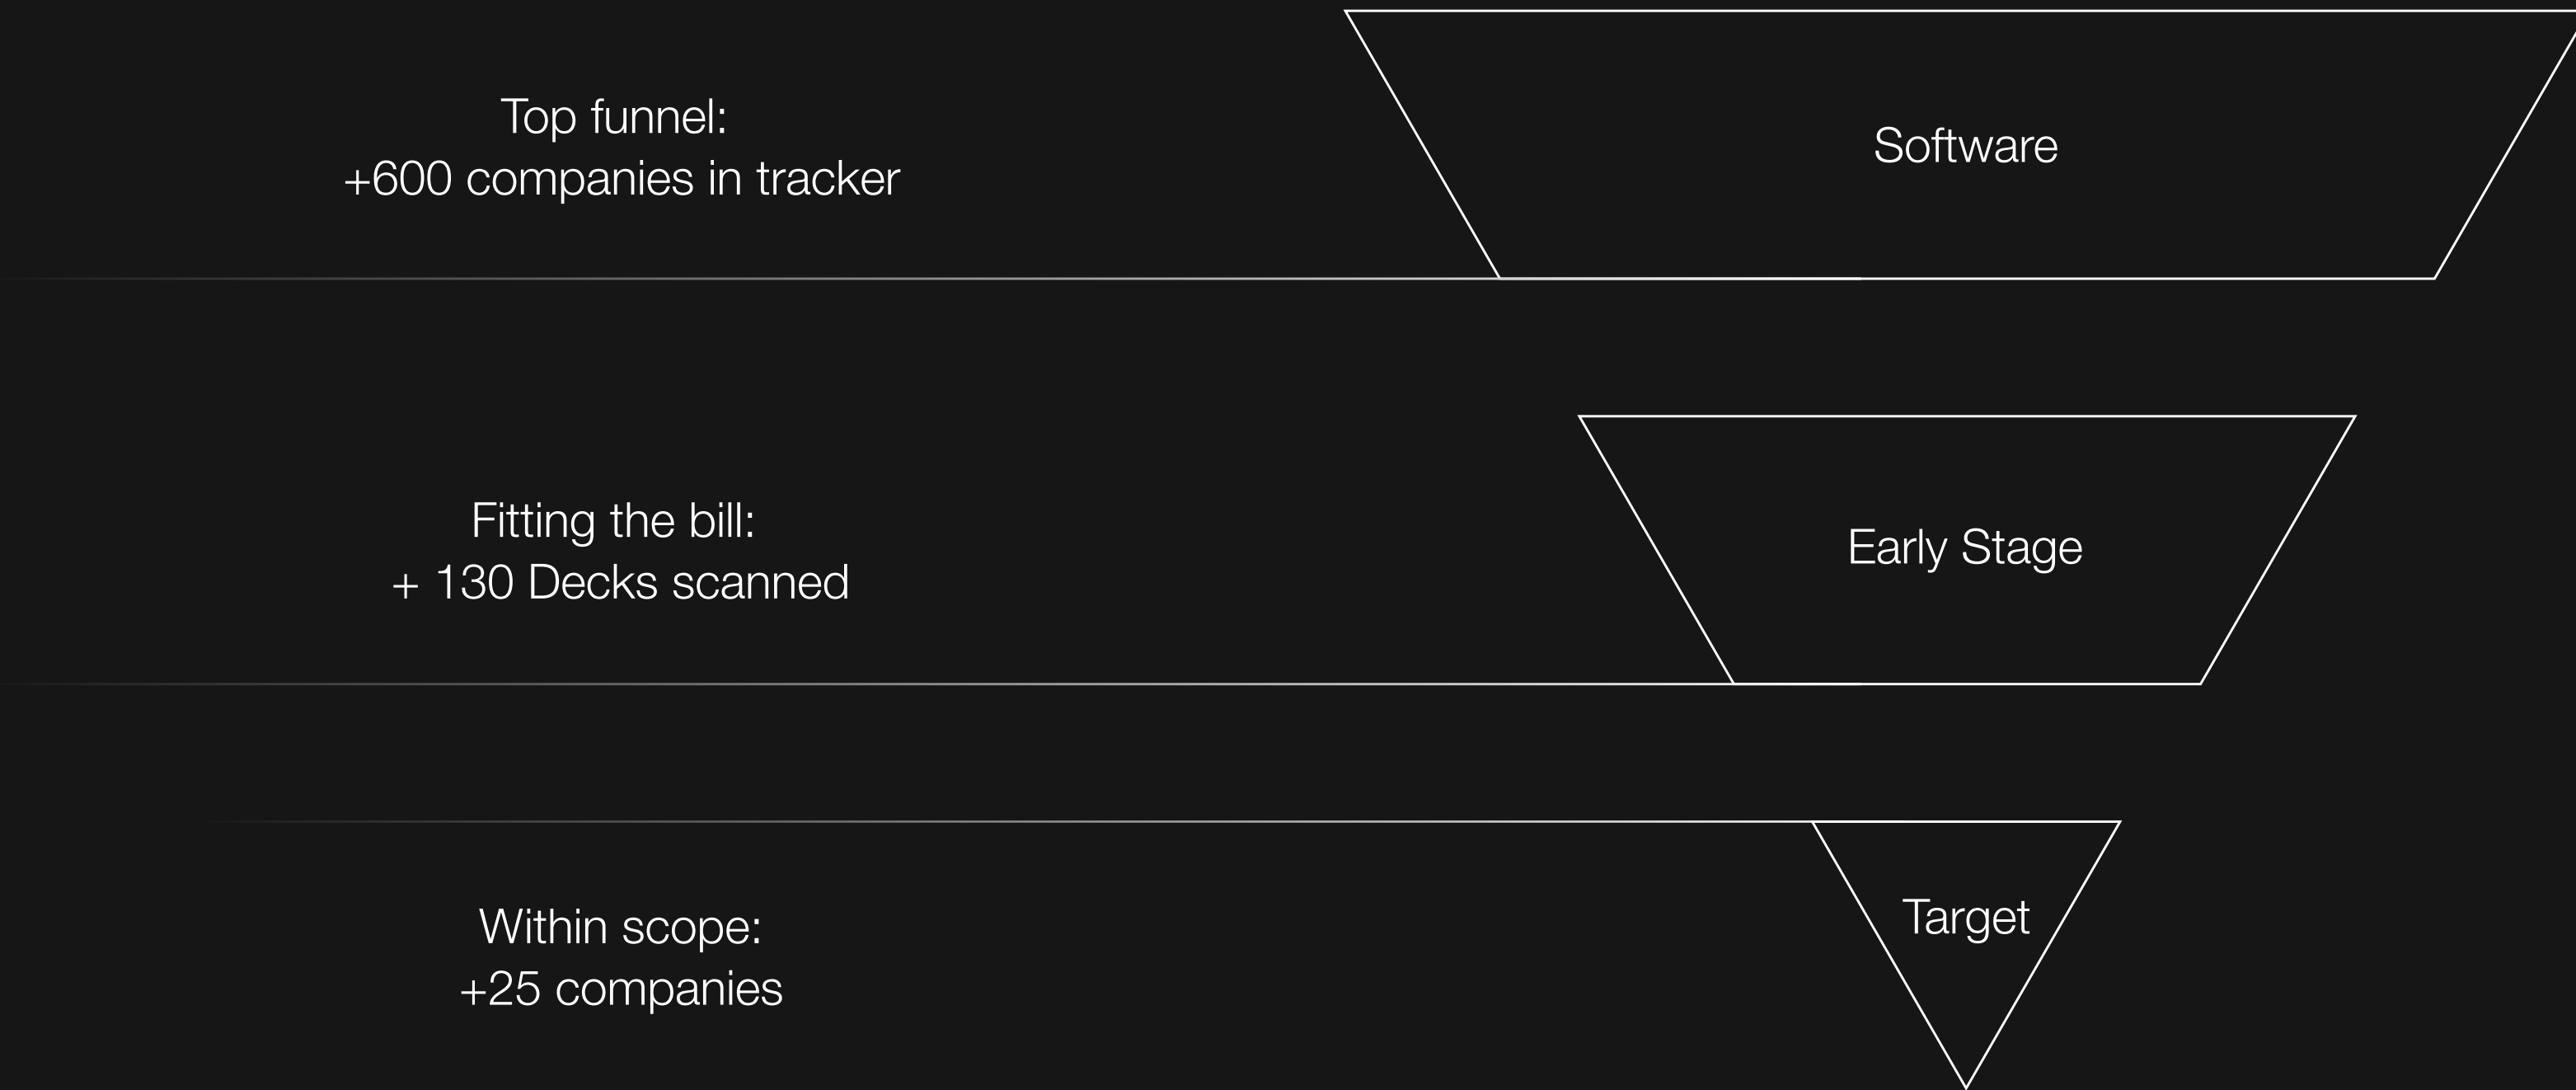 Top funnel:
+600 companies in tracker
Software
Fitting the bill:
+ 130 Decks scanned
Early Stage
Within scope:
+25 companies
Target